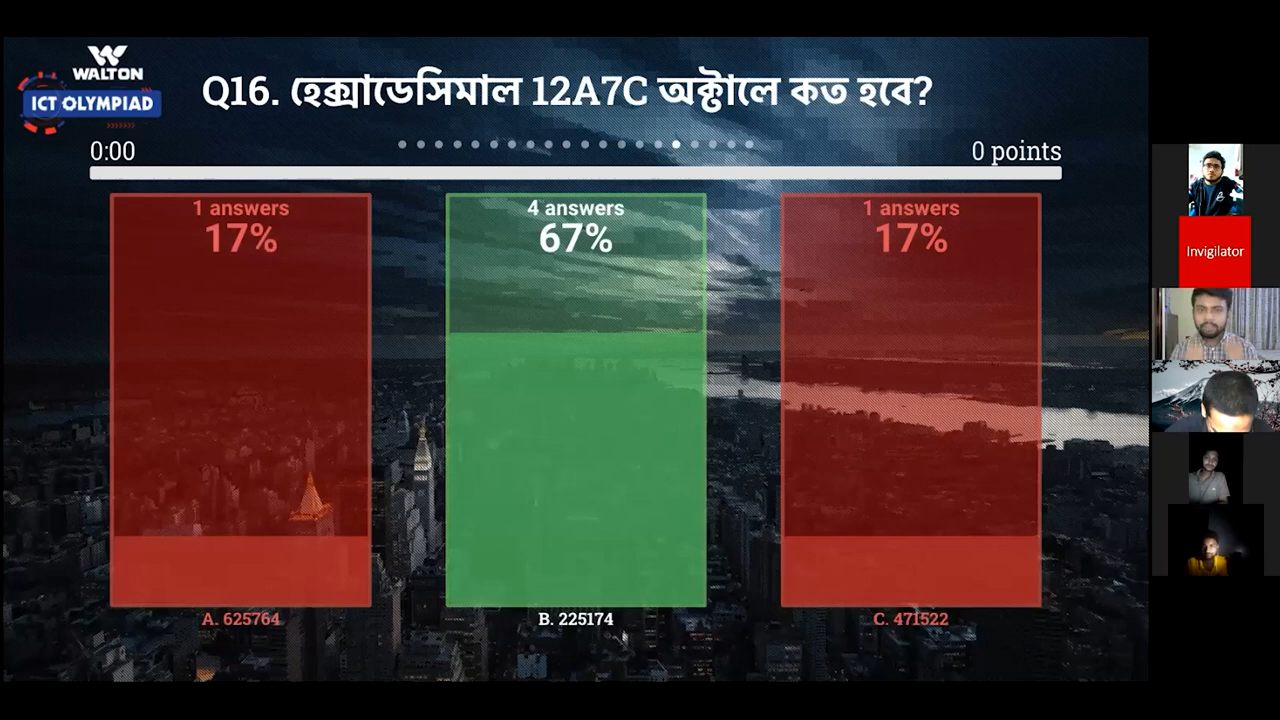 WALTON
ICT OLYMPIAD
Q16. হেক্সাডেসিমাল 12A7C অক্টালে কত হবে?
0:00
0 points
1 answers
17%
4 answers
67%
1 answers
17%
A. 625764
B. 225174
C. 471522
Invigilator